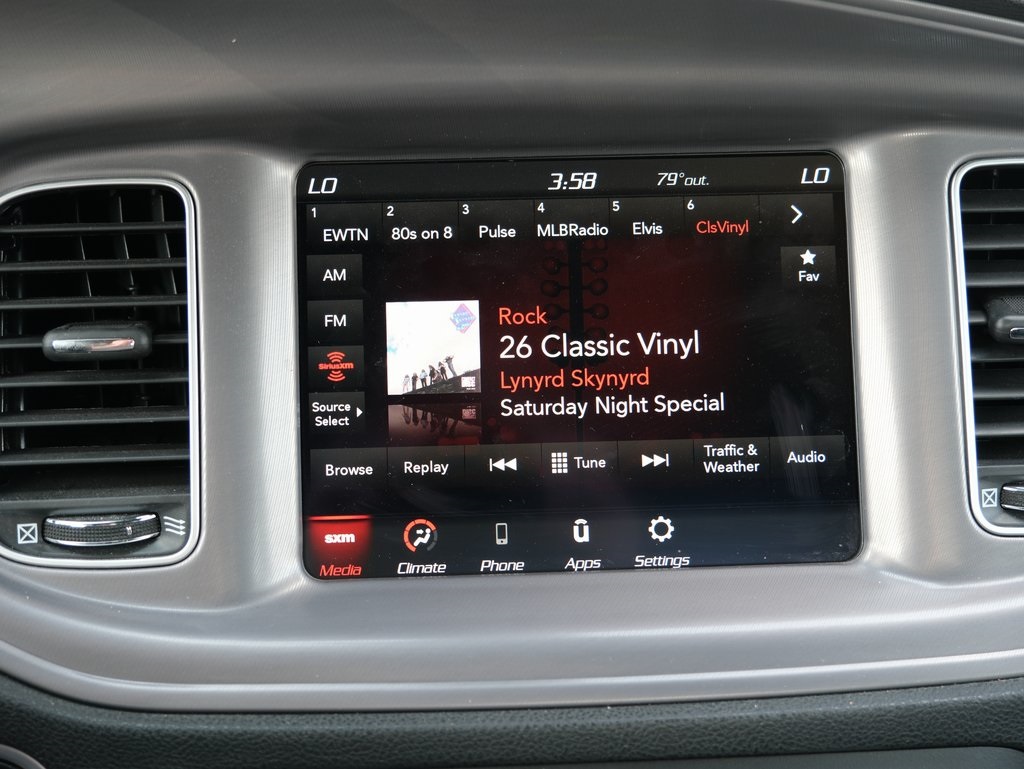 LO 3:58 79° out. LO
1 2 3 4 5 6
EWTN 80s on 8 Pulse MLBRadio Elvis ClsVinyl
AM
Fav
FM
SiriusXM
Source
Select
Rock
26 Classic Vinyl
Lynyrd Skynyrd
Saturday Night Special
Browse Replay Tune Traffic & Audio
Weather
sxm
Media Climate Phone Apps Settings